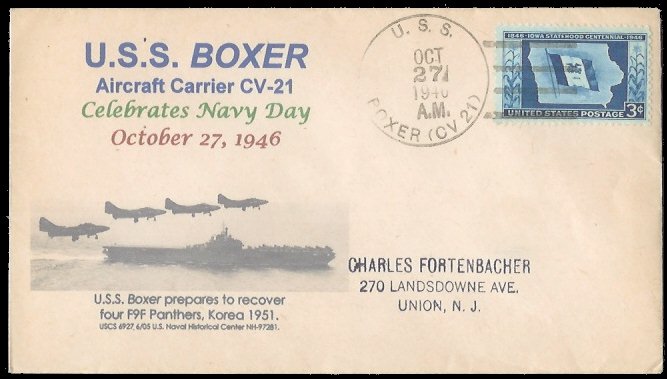 U.S.S. BOXER
Aircraft Carrier CV-21
Celebrates Navy Day
October 27, 1946
U. S. S.
OCT
27
1946
A.M.
BOXER (CV 21)
1846 · IOWA STATEHOOD CENTENNIAL · 1946
UNITED STATES POSTAGE 3¢
U.S.S. Boxer prepares to recover
four F9F Panthers, Korea 1951.
USCS 6927, 6/05 U.S. Naval Historical Center NH-97281.
CHARLES FORTENBACHER
270 LANDSDOWNE AVE.
UNION, N. J.